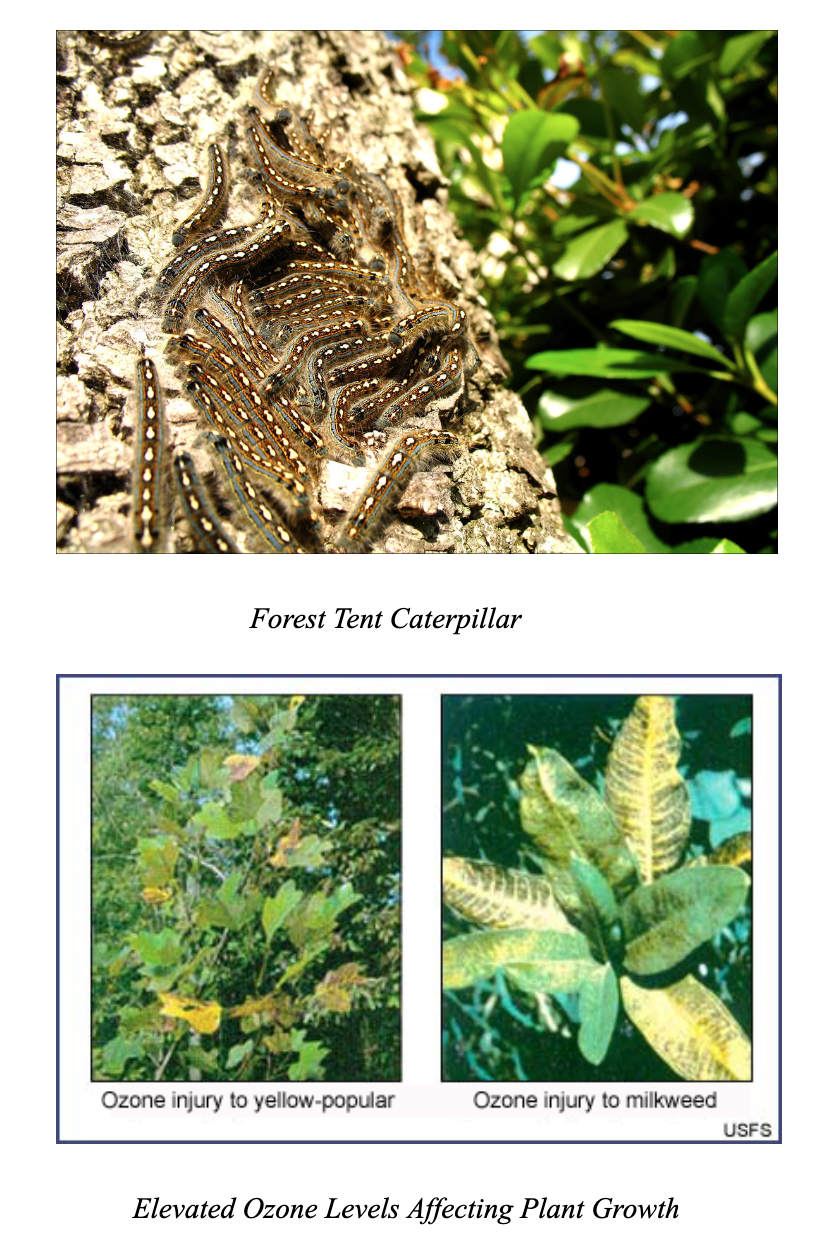 Forest Tent Caterpillar
Ozone injury to yellow-popular
Ozone injury to milkweed
USFS
Elevated Ozone Levels Affecting Plant Growth